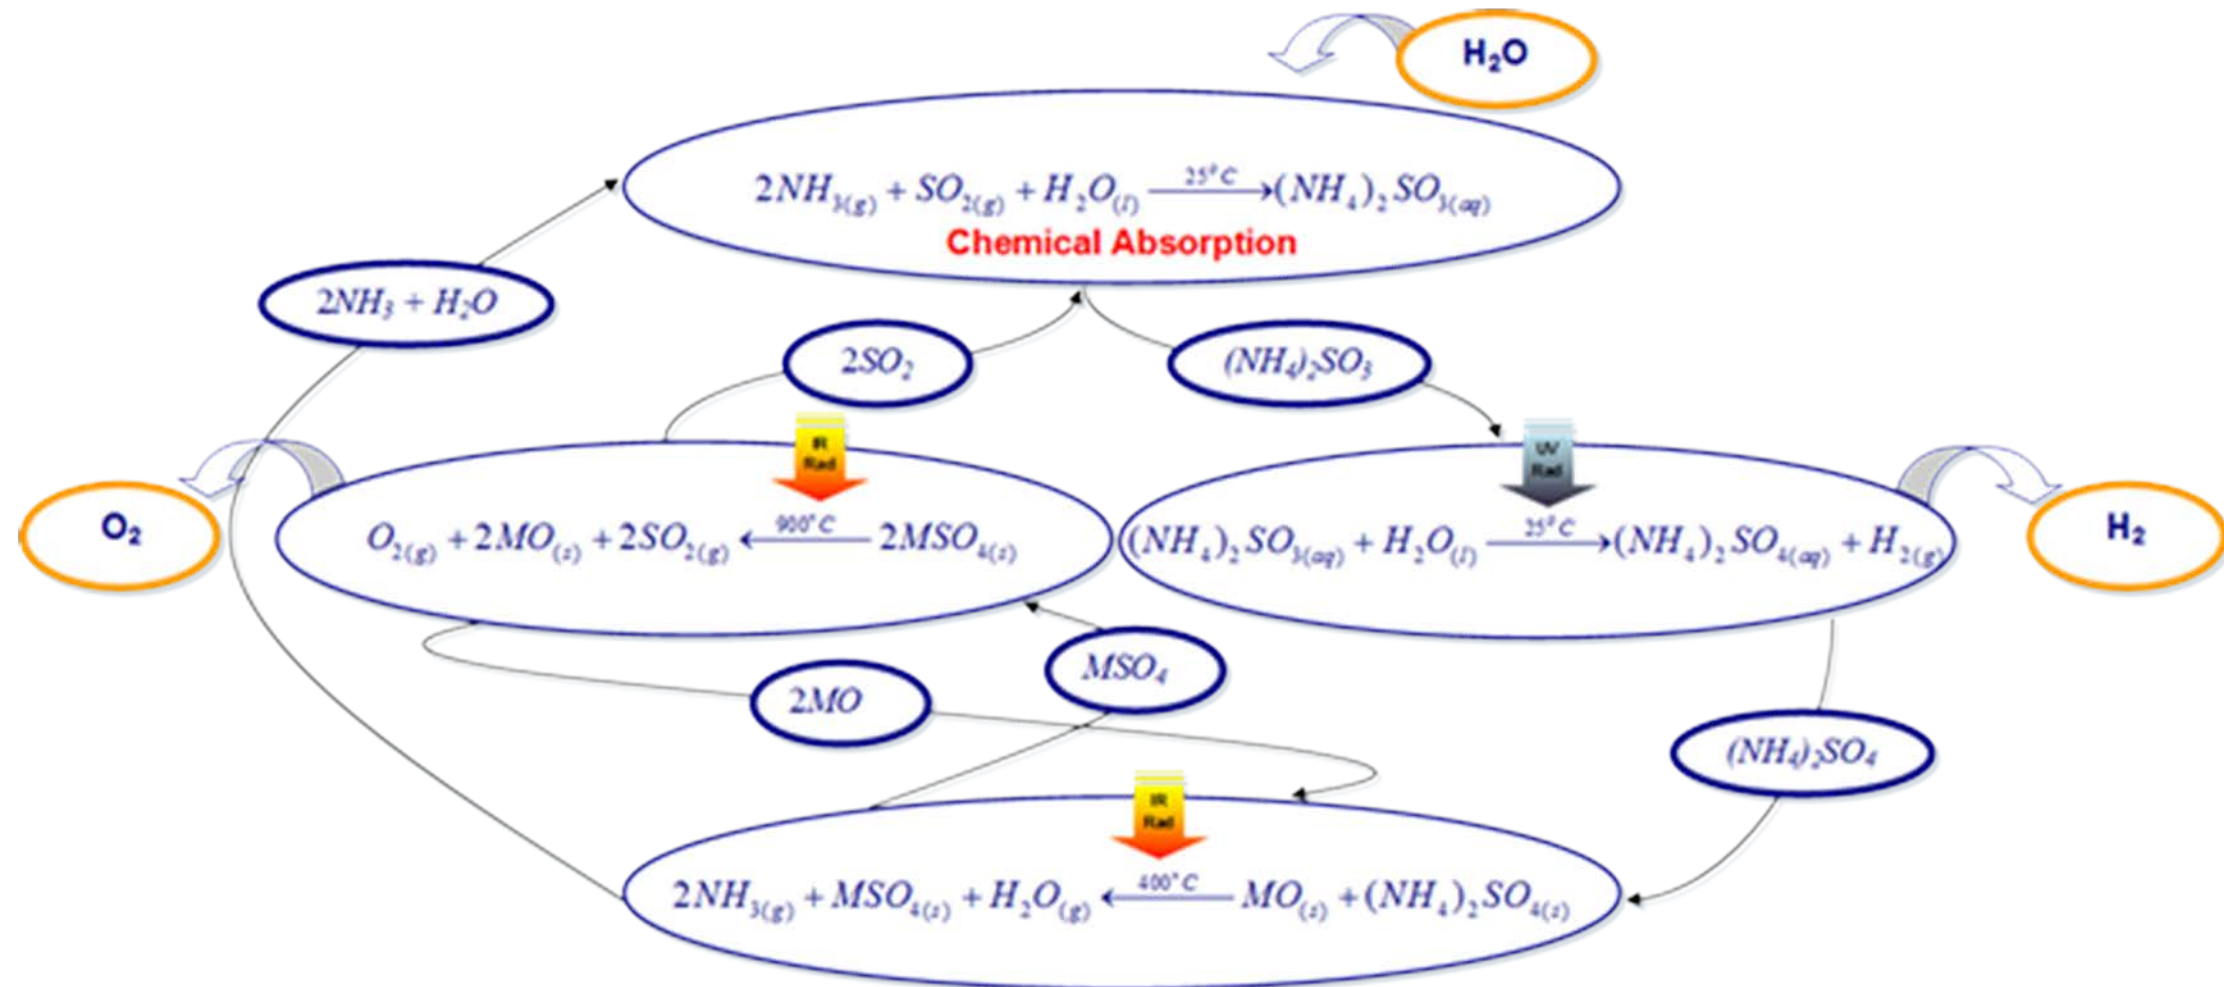 H₂O
2NH₃(g) + SO₂(g) + H₂O(l) —25⁰C→ (NH₄)₂SO₃(aq)
Chemical Absorption
2NH₃ + H₂O
2SO₂
(NH₄)₂SO₃
IR
Rad
UV
Rad
O₂
O₂(g) + 2MO(s) + 2SO₂(g) ←900°C— 2MSO₄(s)
(NH₄)₂SO₃(aq) + H₂O(l) —25⁰C→ (NH₄)₂SO₄(aq) + H₂(g)
H₂
MSO₄
2MO
(NH₄)₂SO₄
IR
Rad
2NH₃(g) + MSO₄(s) + H₂O(g) ←400°C— MO(s) + (NH₄)₂SO₄(s)